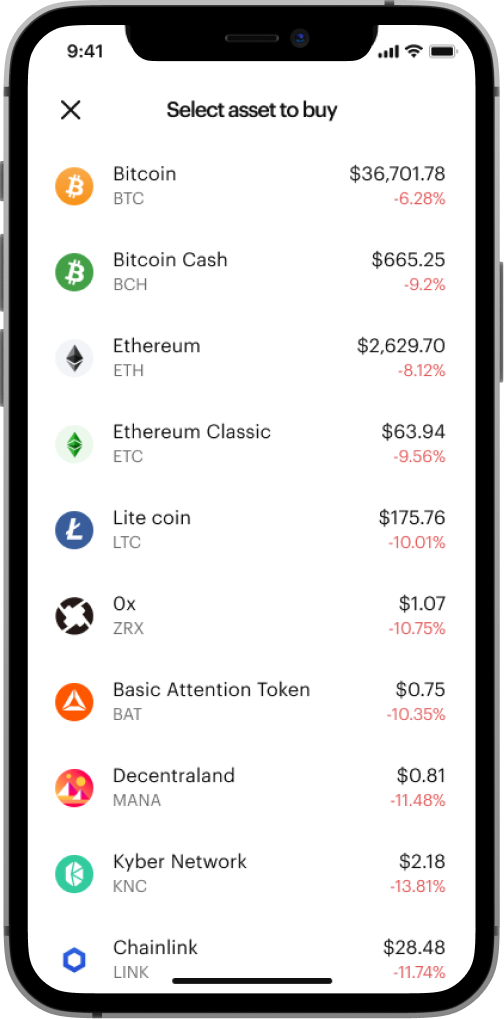 9:41
Select asset to buy
Bitcoin $36,701.78
BTC -6.28%
Bitcoin Cash $665.25
BCH -9.2%
Ethereum $2,629.70
ETH -8.12%
Ethereum Classic $63.94
ETC -9.56%
Lite coin $175.76
LTC -10.01%
0x $1.07
ZRX -10.75%
Basic Attention Token $0.75
BAT -10.35%
Decentraland $0.81
MANA -11.48%
Kyber Network $2.18
KNC -13.81%
Chainlink $28.48
LINK -11.74%